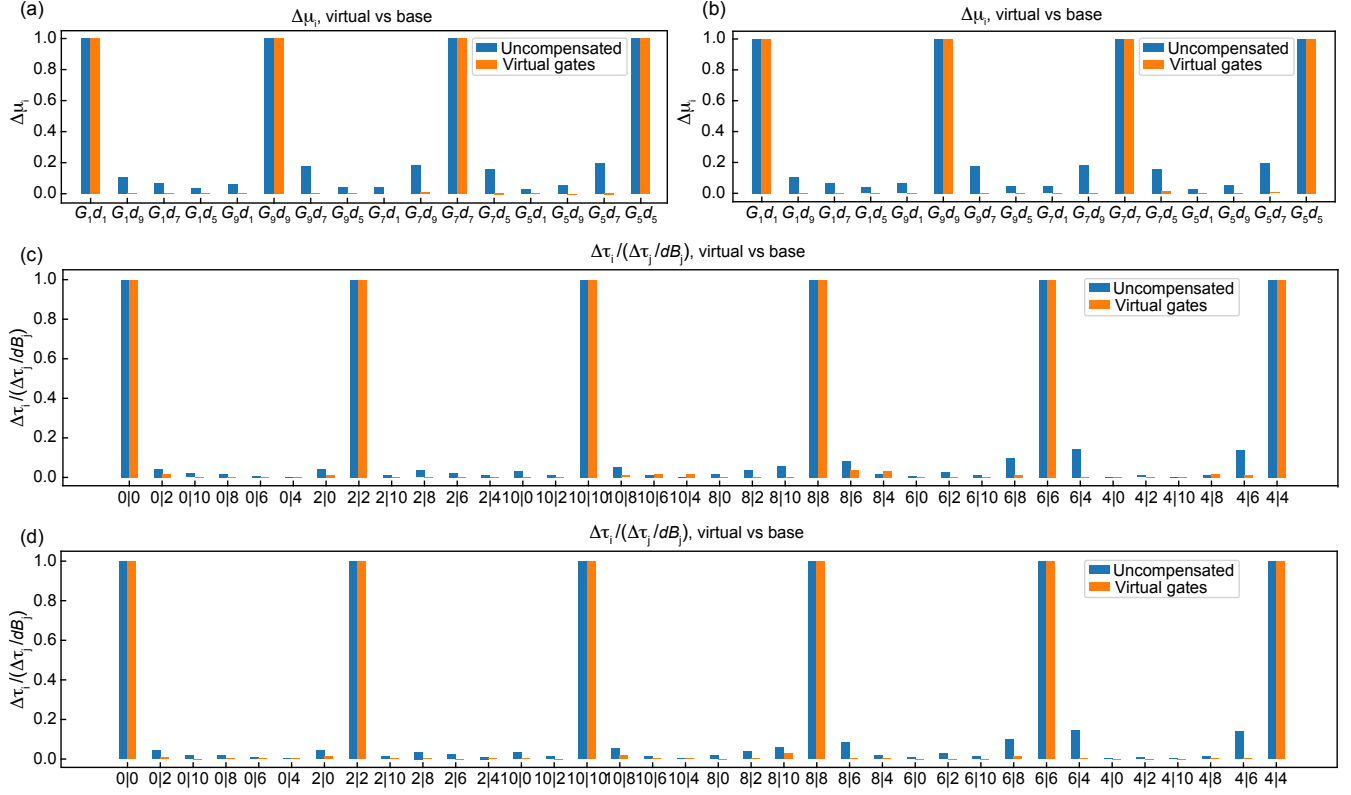 (a)
Δμi, virtual vs base
Δμi
1.0
0.8
0.6
0.4
0.2
0.0
Uncompensated
Virtual gates
G1d1 G1d9 G1d7 G1d5 G9d1 G9d9 G9d7 G9d5 G7d1 G7d9 G7d7 G7d5 G5d1 G5d9 G5d7 G5d5
(b)
Δμi, virtual vs base
Δμi
1.0
0.8
0.6
0.4
0.2
0.0
Uncompensated
Virtual gates
G1d1 G1d9 G1d7 G1d5 G9d1 G9d9 G9d7 G9d5 G7d1 G7d9 G7d7 G7d5 G5d1 G5d9 G5d7 G5d5
(c)
Δτi/(Δτj/dBj), virtual vs base
Δτi/(Δτj/dBj)
1.0
0.8
0.6
0.4
0.2
0.0
Uncompensated
Virtual gates
0|0 0|2 0|10 0|8 0|6 0|4 2|0 2|2 2|10 2|8 2|6 2|4 10|0 10|2 10|10 10|8 10|6 10|4 8|0 8|2 8|10 8|8 8|6 8|4 6|0 6|2 6|10 6|8 6|6 6|4 4|0 4|2 4|10 4|8 4|6 4|4
(d)
Δτi/(Δτj/dBj), virtual vs base
Δτi/(Δτj/dBj)
1.0
0.8
0.6
0.4
0.2
0.0
Uncompensated
Virtual gates
0|0 0|2 0|10 0|8 0|6 0|4 2|0 2|2 2|10 2|8 2|6 2|4 10|0 10|2 10|10 10|8 10|6 10|4 8|0 8|2 8|10 8|8 8|6 8|4 6|0 6|2 6|10 6|8 6|6 6|4 4|0 4|2 4|10 4|8 4|6 4|4